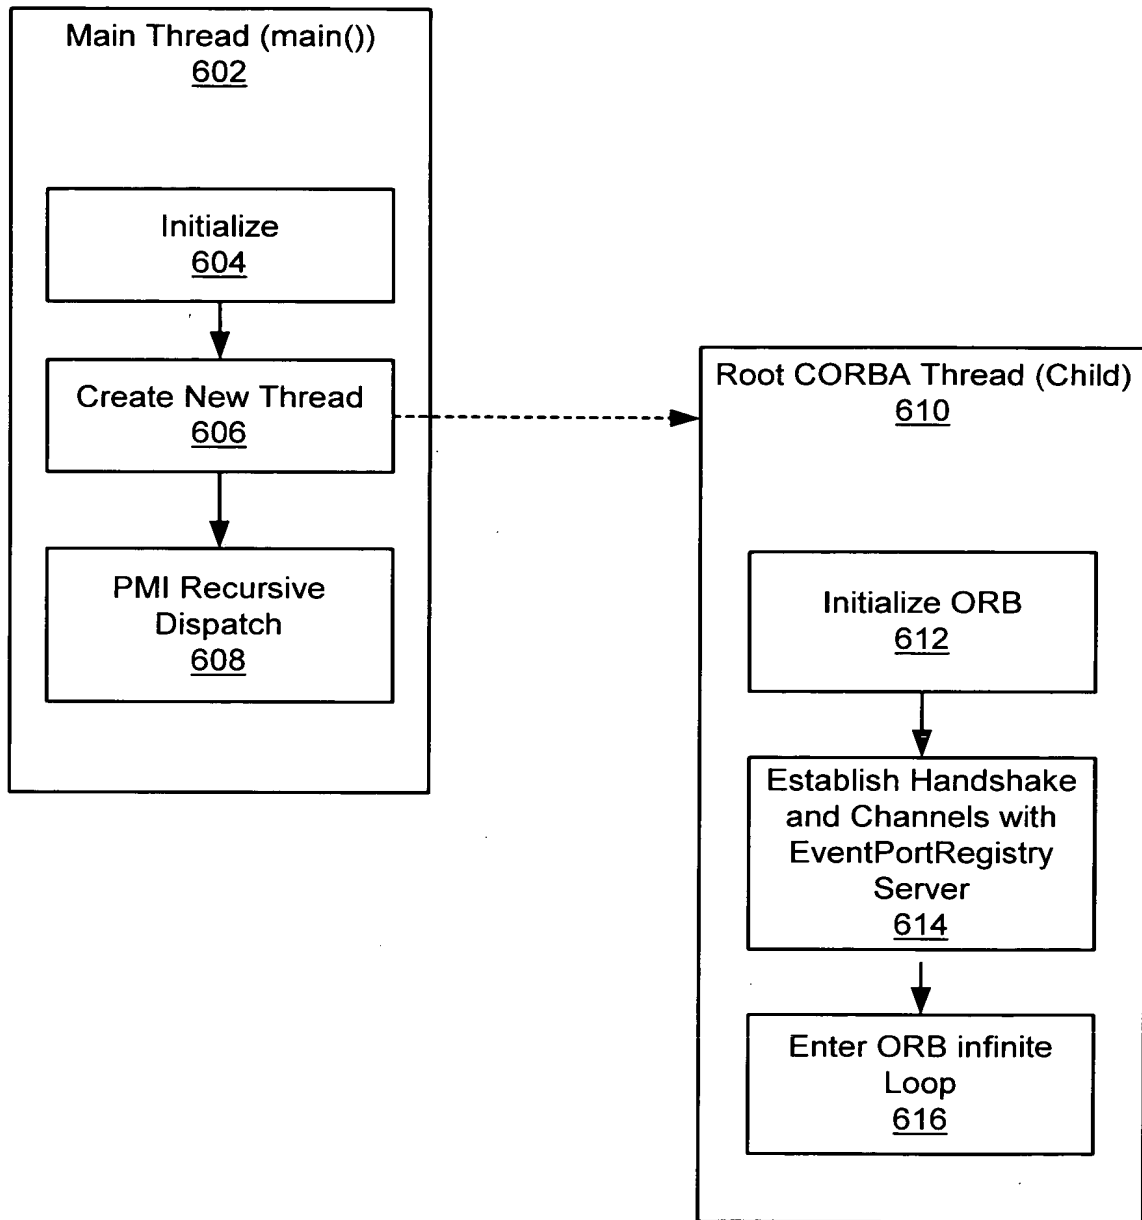 Main Thread (main())
602
Initialize
604
Create New Thread
606
PMI Recursive
Dispatch
608
Root CORBA Thread (Child)
610
Initialize ORB
612
Establish Handshake
and Channels with
EventPortRegistry
Server
614
Enter ORB infinite
Loop
616